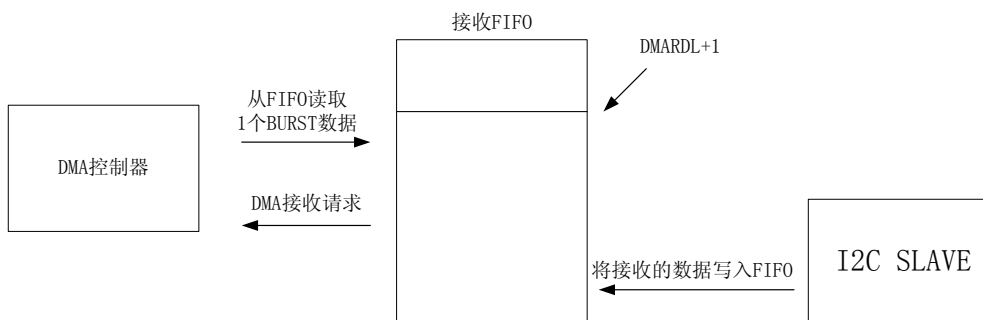 接收FIFO
DMARDL+1
从FIFO读取
1个BURST数据
DMA控制器
DMA接收请求
I2C SLAVE
将接收的数据写入FIFO